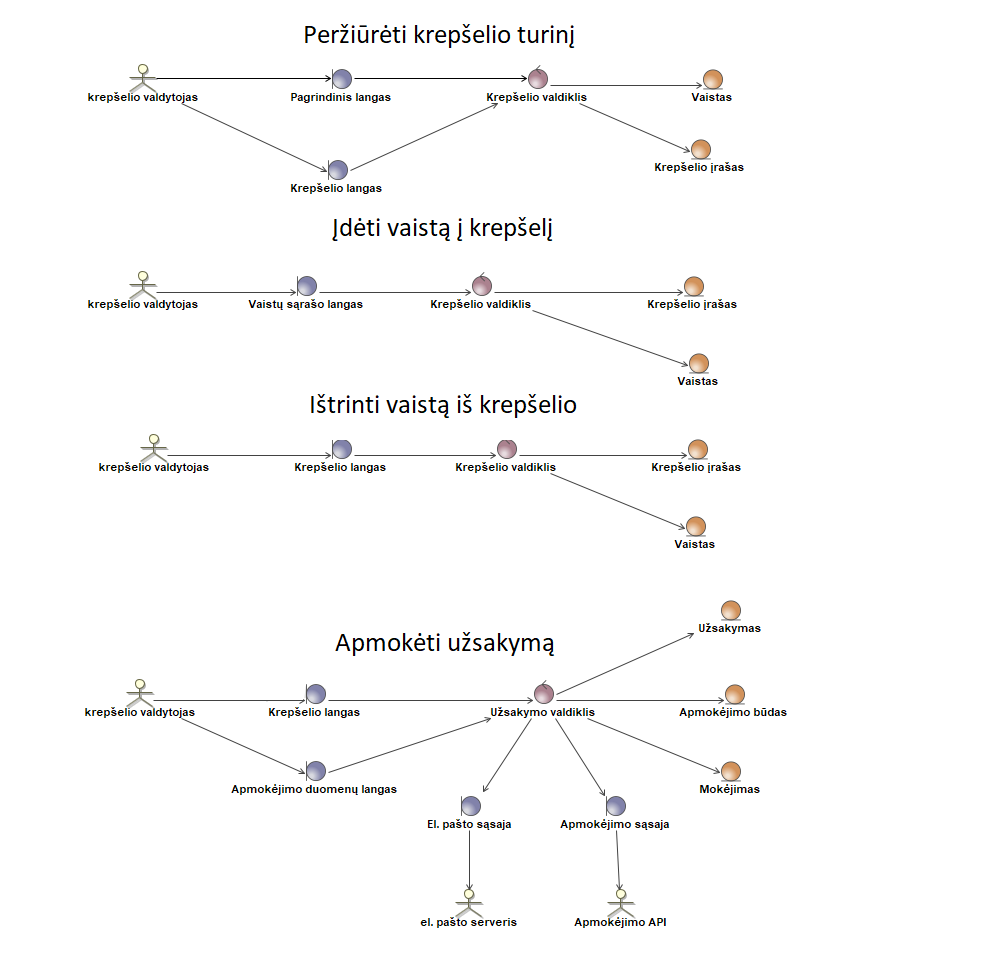 Peržiūrėti krepšelio turinį
krepšelio valdytojas
Pagrindinis langas
Krepšelio valdiklis
Vaistas
Krepšelio įrašas
Krepšelio langas
Įdėti vaistą į krepšelį
krepšelio valdytojas
Vaistų sąrašo langas
Krepšelio valdiklis
Krepšelio įrašas
Vaistas
Ištrinti vaistą iš krepšelio
krepšelio valdytojas
Krepšelio langas
Krepšelio valdiklis
Krepšelio įrašas
Vaistas
Užsakymas
Apmokėti užsakymą
krepšelio valdytojas
Krepšelio langas
Užsakymo valdiklis
Apmokėjimo būdas
Apmokėjimo duomenų langas
Mokėjimas
El. pašto sąsaja
Apmokėjimo sąsaja
el. pašto serveris
Apmokėjimo API